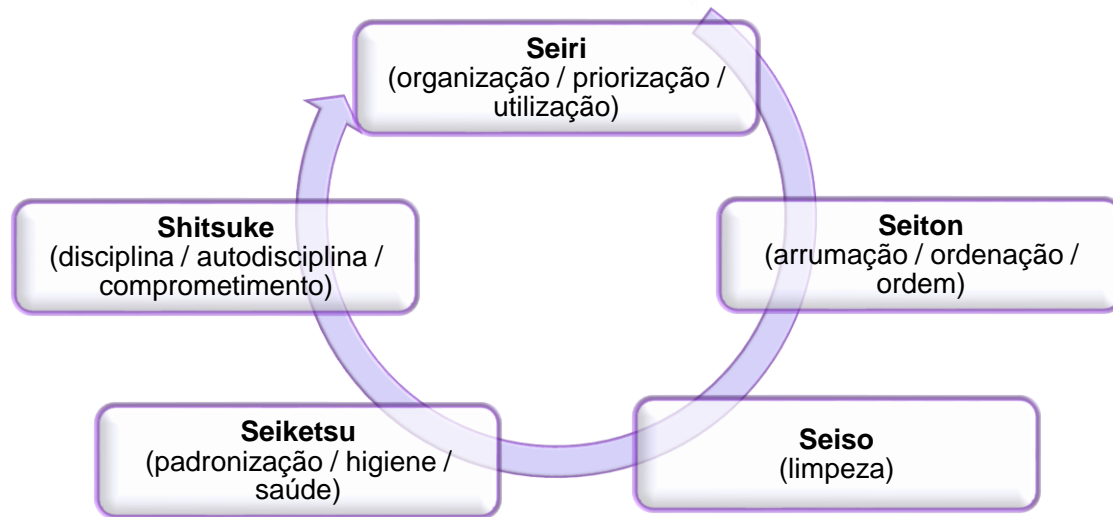 Seiri
(organização / priorização /
utilização)
Shitsuke
(disciplina / autodisciplina /
comprometimento)
Seiton
(arrumação / ordenação /
ordem)
Seiketsu
(padronização / higiene /
saúde)
Seiso
(limpeza)